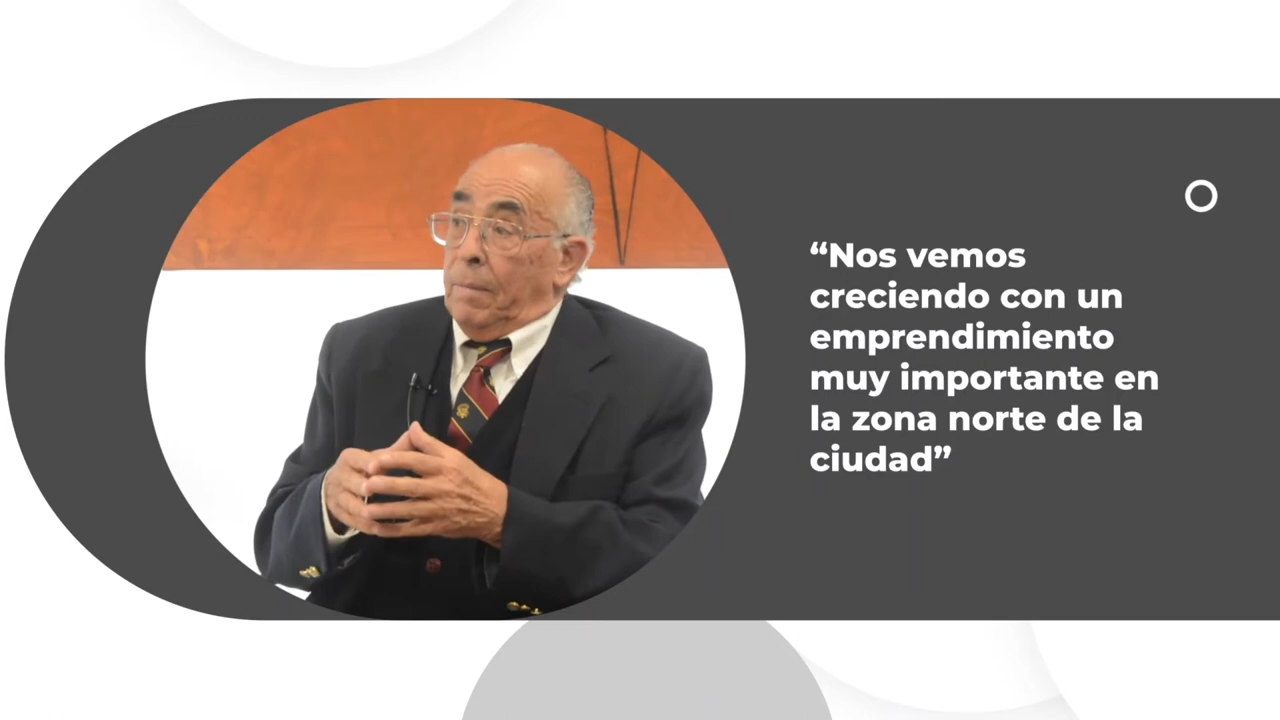 “Nos vemos
creciendo con un
emprendimiento
muy importante en
la zona norte de la
ciudad”